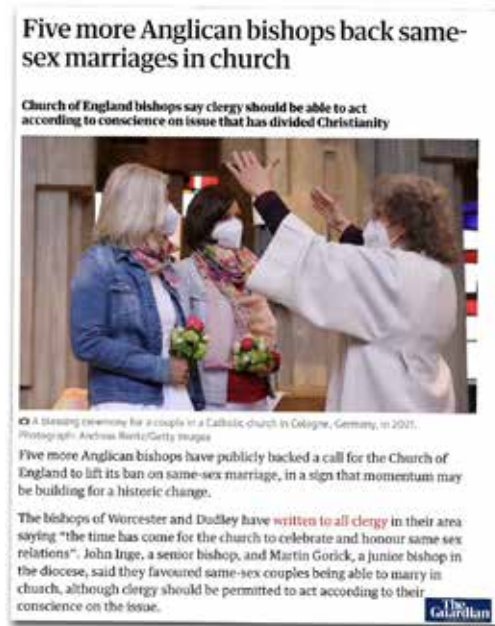 Five more Anglican bishops back same-
sex marriages in church
Church of England bishops say clergy should be able to act
according to conscience on issue that has divided Christianity
A blessing ceremony for a couple in a Catholic church in Cologne, Germany, in 2021.
Photograph: Andreas Rentz/Getty Images
Five more Anglican bishops have publicly backed a call for the Church of
England to lift its ban on same-sex marriage, in a sign that momentum may
be building for a historic change.
The bishops of Worcester and Dudley have written to all clergy in their area
saying "the time has come for the church to celebrate and honour same sex
relations". John Inge, a senior bishop, and Martin Gorick, a junior bishop in
the diocese, said they favoured same-sex couples being able to marry in
church, although clergy should be permitted to act according to their
conscience on the issue.
The
Guardian